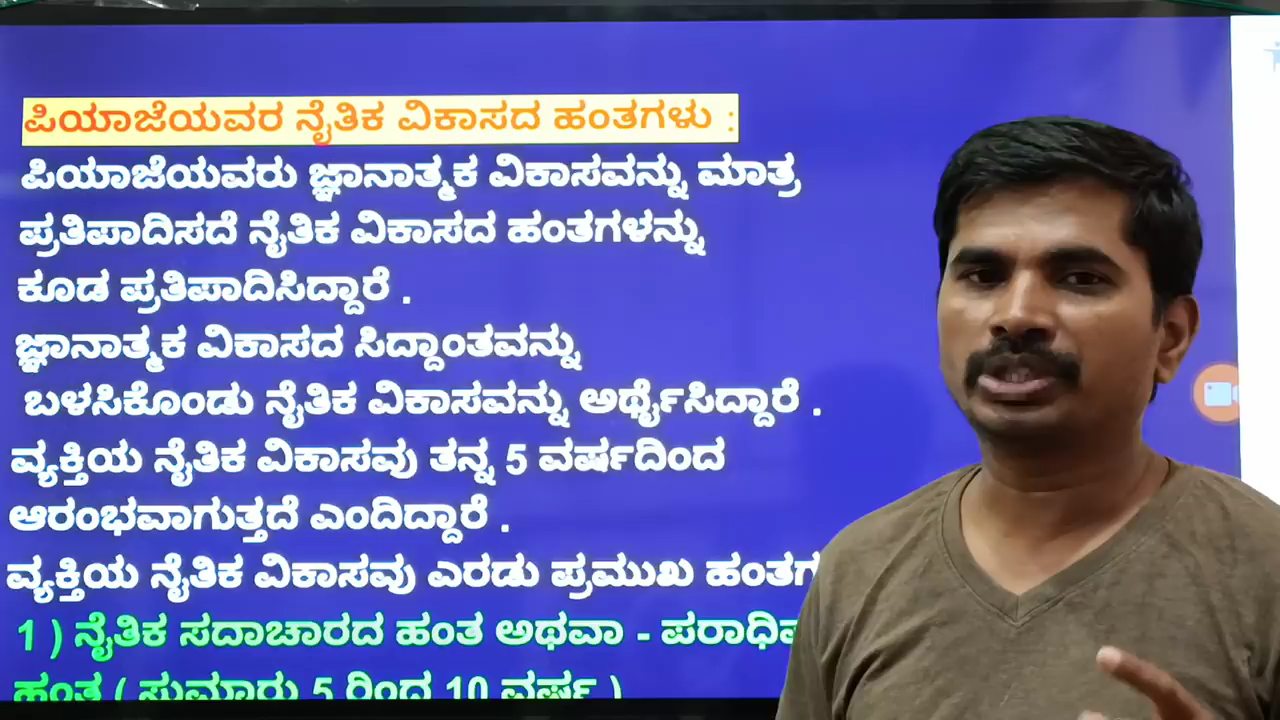 ಪಿಯಾಜೆಯವರ ನೈತಿಕ ವಿಕಾಸದ ಹಂತಗಳು :
ಪಿಯಾಜೆಯವರು ಜ್ಞಾನಾತ್ಮಕ ವಿಕಾಸವನ್ನು ಮಾತ್ರ
ಪ್ರತಿಪಾದಿಸದೆ ನೈತಿಕ ವಿಕಾಸದ ಹಂತಗಳನ್ನು
ಕೂಡ ಪ್ರತಿಪಾದಿಸಿದ್ದಾರೆ .
ಜ್ಞಾನಾತ್ಮಕ ವಿಕಾಸದ ಸಿದ್ದಾಂತವನ್ನು
ಬಳಸಿಕೊಂಡು ನೈತಿಕ ವಿಕಾಸವನ್ನು ಅರ್ಥೈಸಿದ್ದಾರೆ .
ವ್ಯಕ್ತಿಯ ನೈತಿಕ ವಿಕಾಸವು ತನ್ನ 5 ವರ್ಷದಿಂದ
ಆರಂಭವಾಗುತ್ತದೆ ಎಂದಿದ್ದಾರೆ .
ವ್ಯಕ್ತಿಯ ನೈತಿಕ ವಿಕಾಸವು ಎರಡು ಪ್ರಮುಖ
1 ) ನೈತಿಕ ಸದಾಚಾರದ ಹಂತ ಅಥವಾ -
ಹಂತ ( ಸುಮಾರು 5 ರಿಂದ 10 ವರ್ಷ )